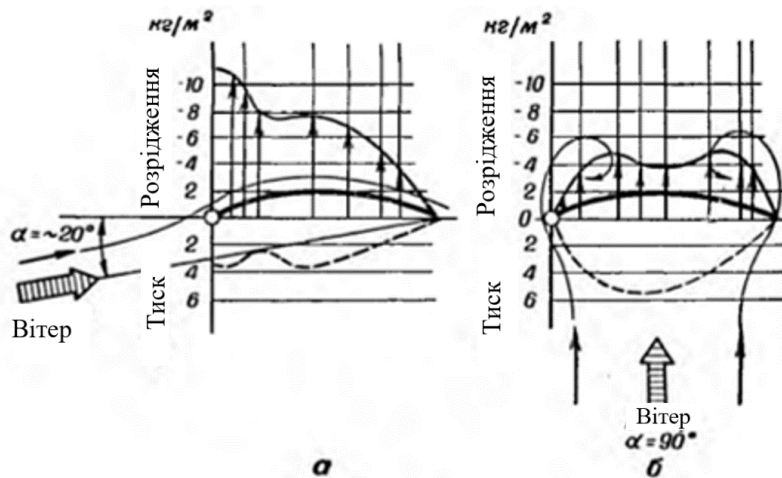 кг/м²
Розрідження
-10
-8
-6
-4
2
0
2
4
6
Тиск
α=~20°
Вітер
а
кг/м²
Розрідження
-10
-8
-6
-4
2
0
2
4
6
Тиск
Вітер
α=90°
б